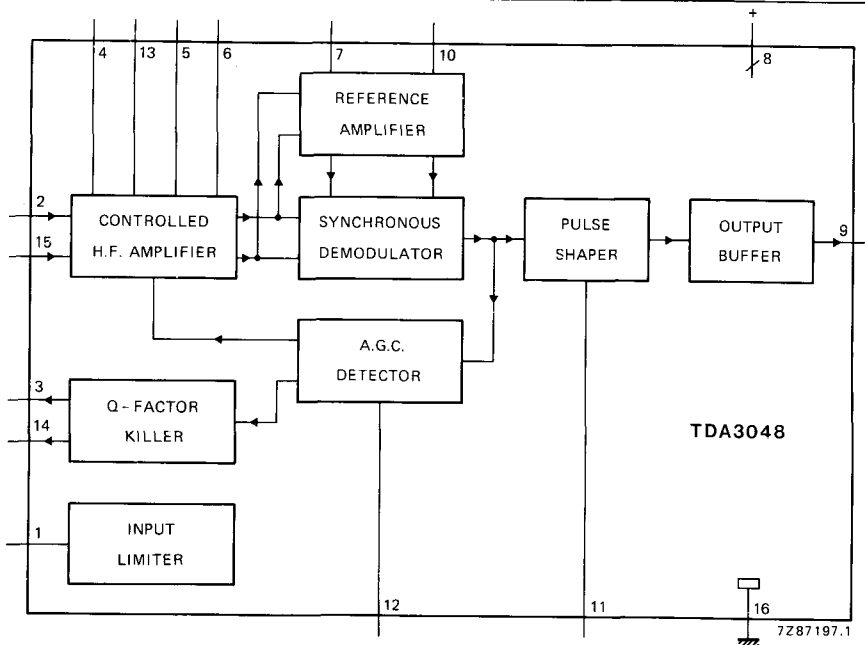 +
4 13 5 6 7 10 8
REFERENCE
AMPLIFIER
2
15
CONTROLLED
H.F. AMPLIFIER
SYNCHRONOUS
DEMODULATOR
PULSE
SHAPER
OUTPUT
BUFFER
9
A.G.C.
DETECTOR
3
14
Q-FACTOR
KILLER
TDA3048
1
INPUT
LIMITER
12 11 16
7Z87197.1